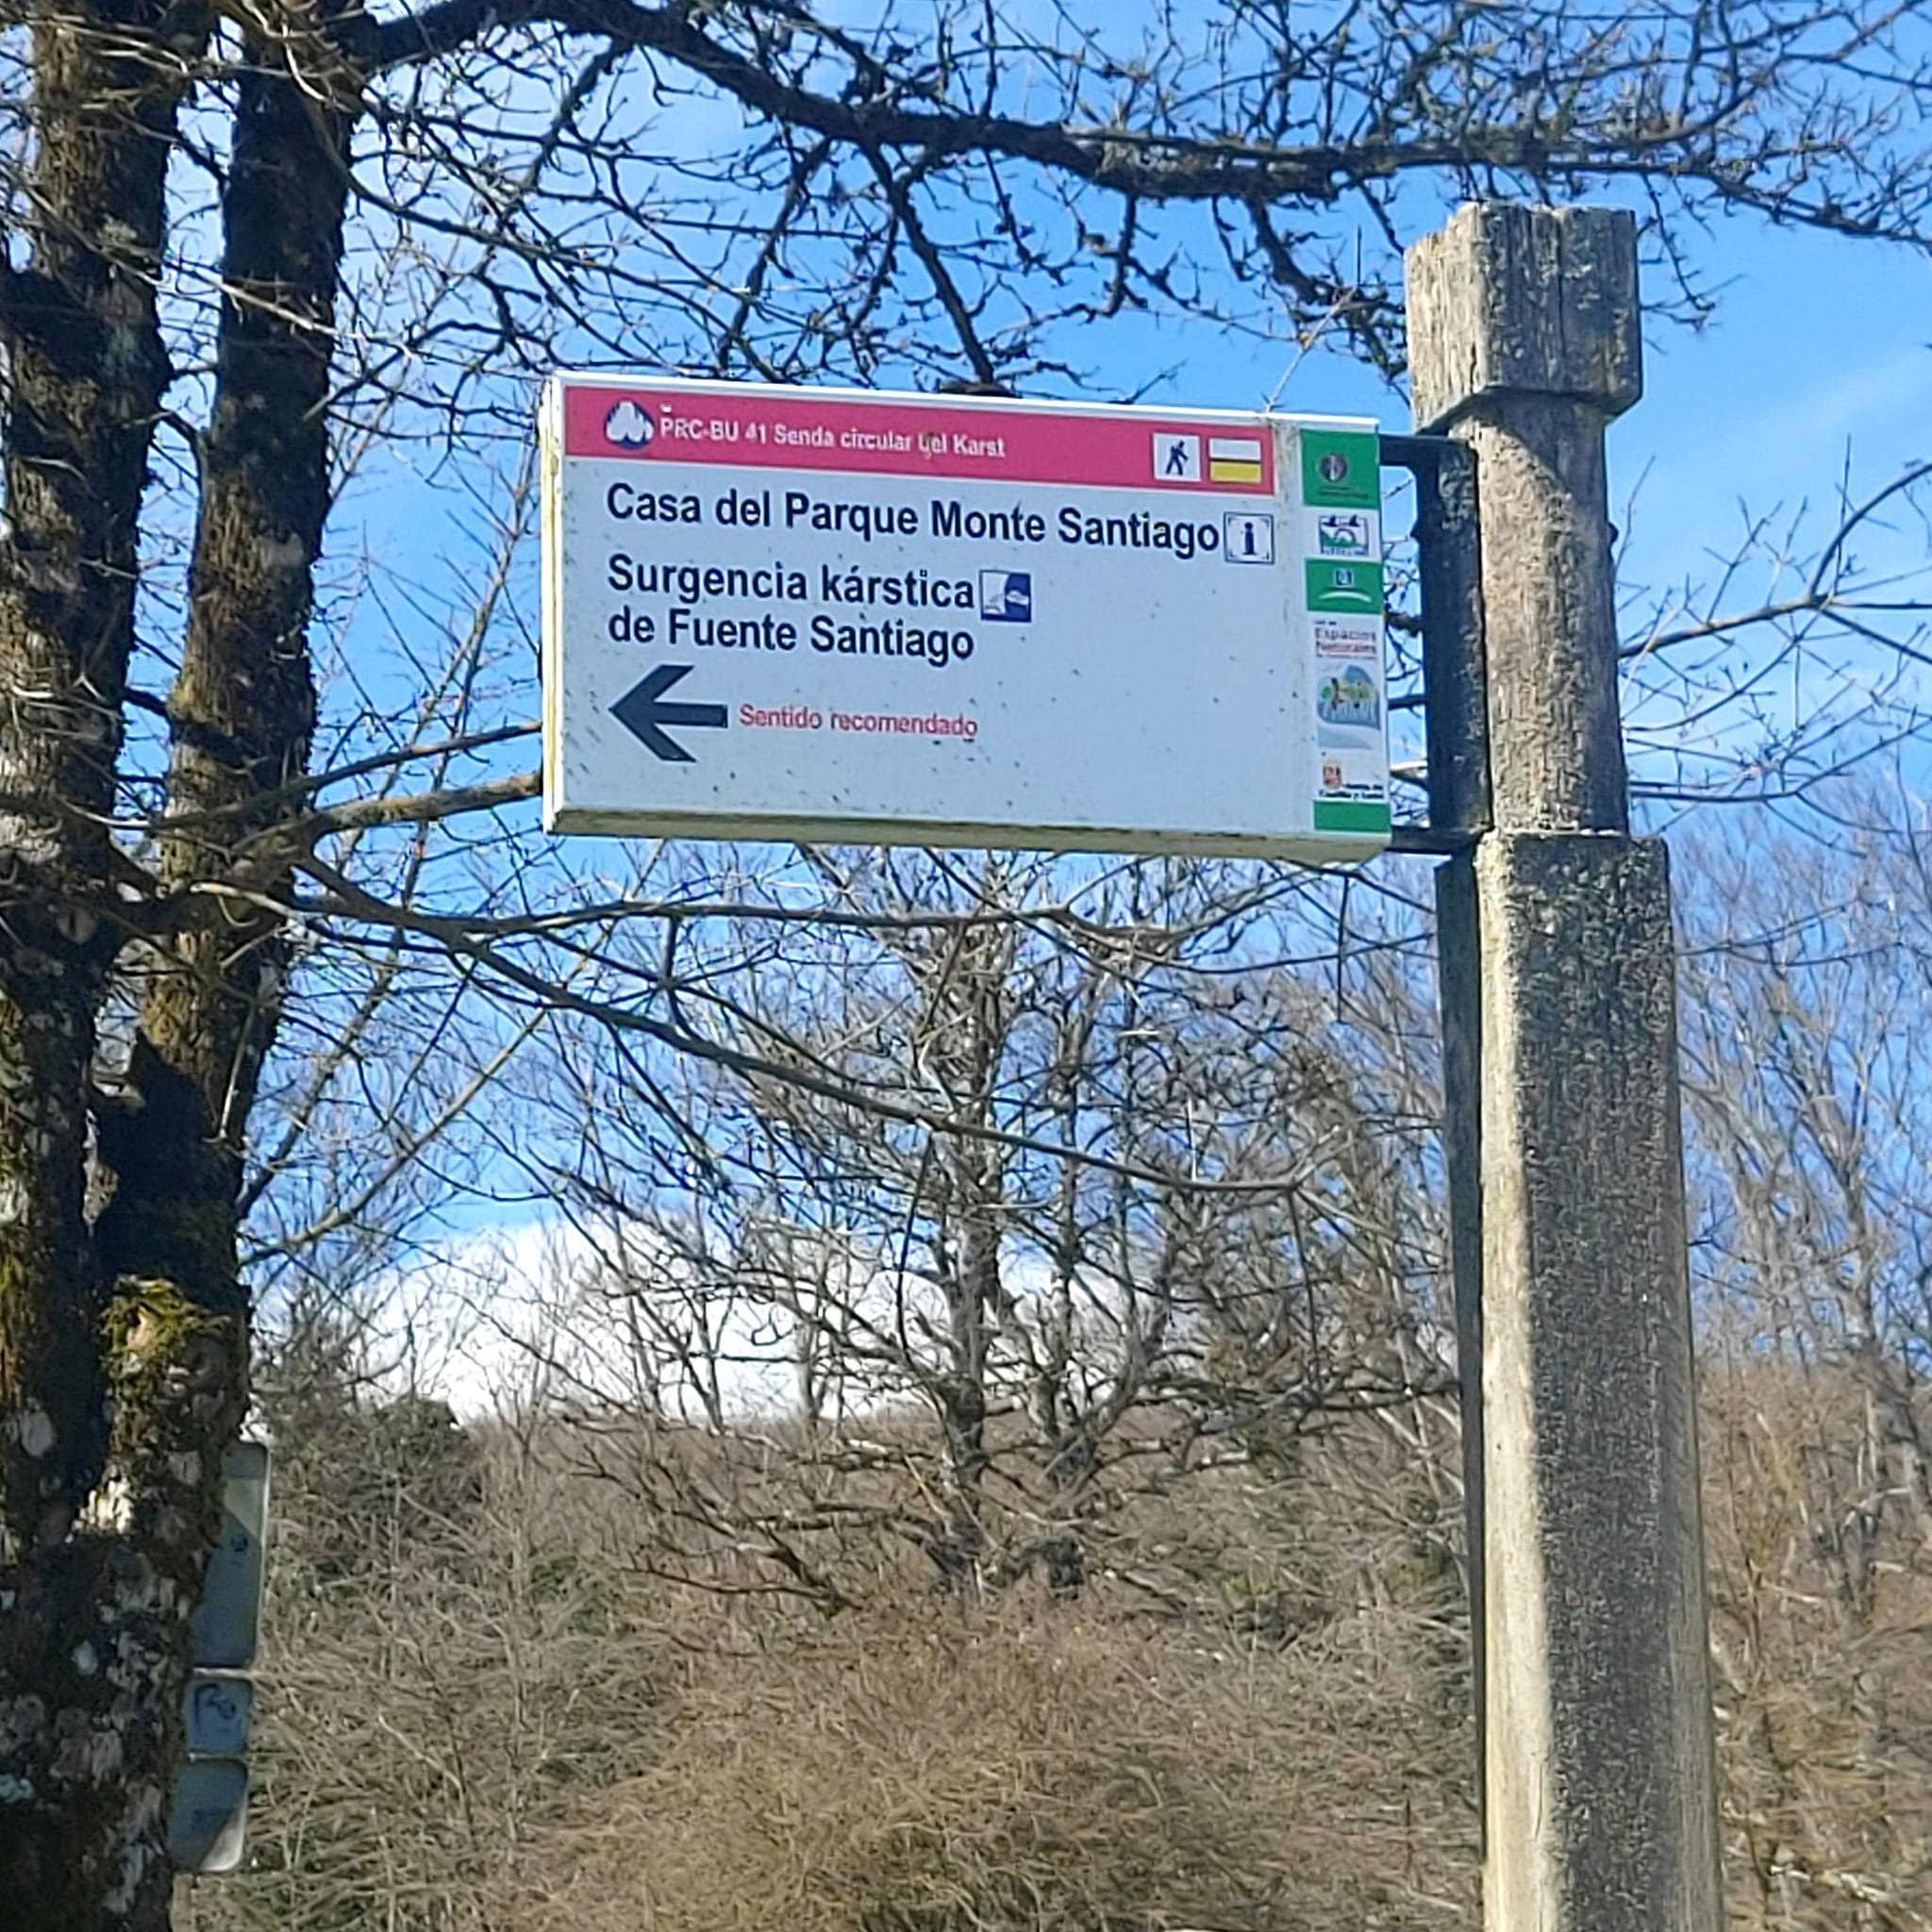 PRC-BU 41 Senda circular del Karst
Casa del Parque Monte Santiago
i
Surgencia kárstica
de Fuente Santiago
Sentido recomendado
Espacios
Naturales